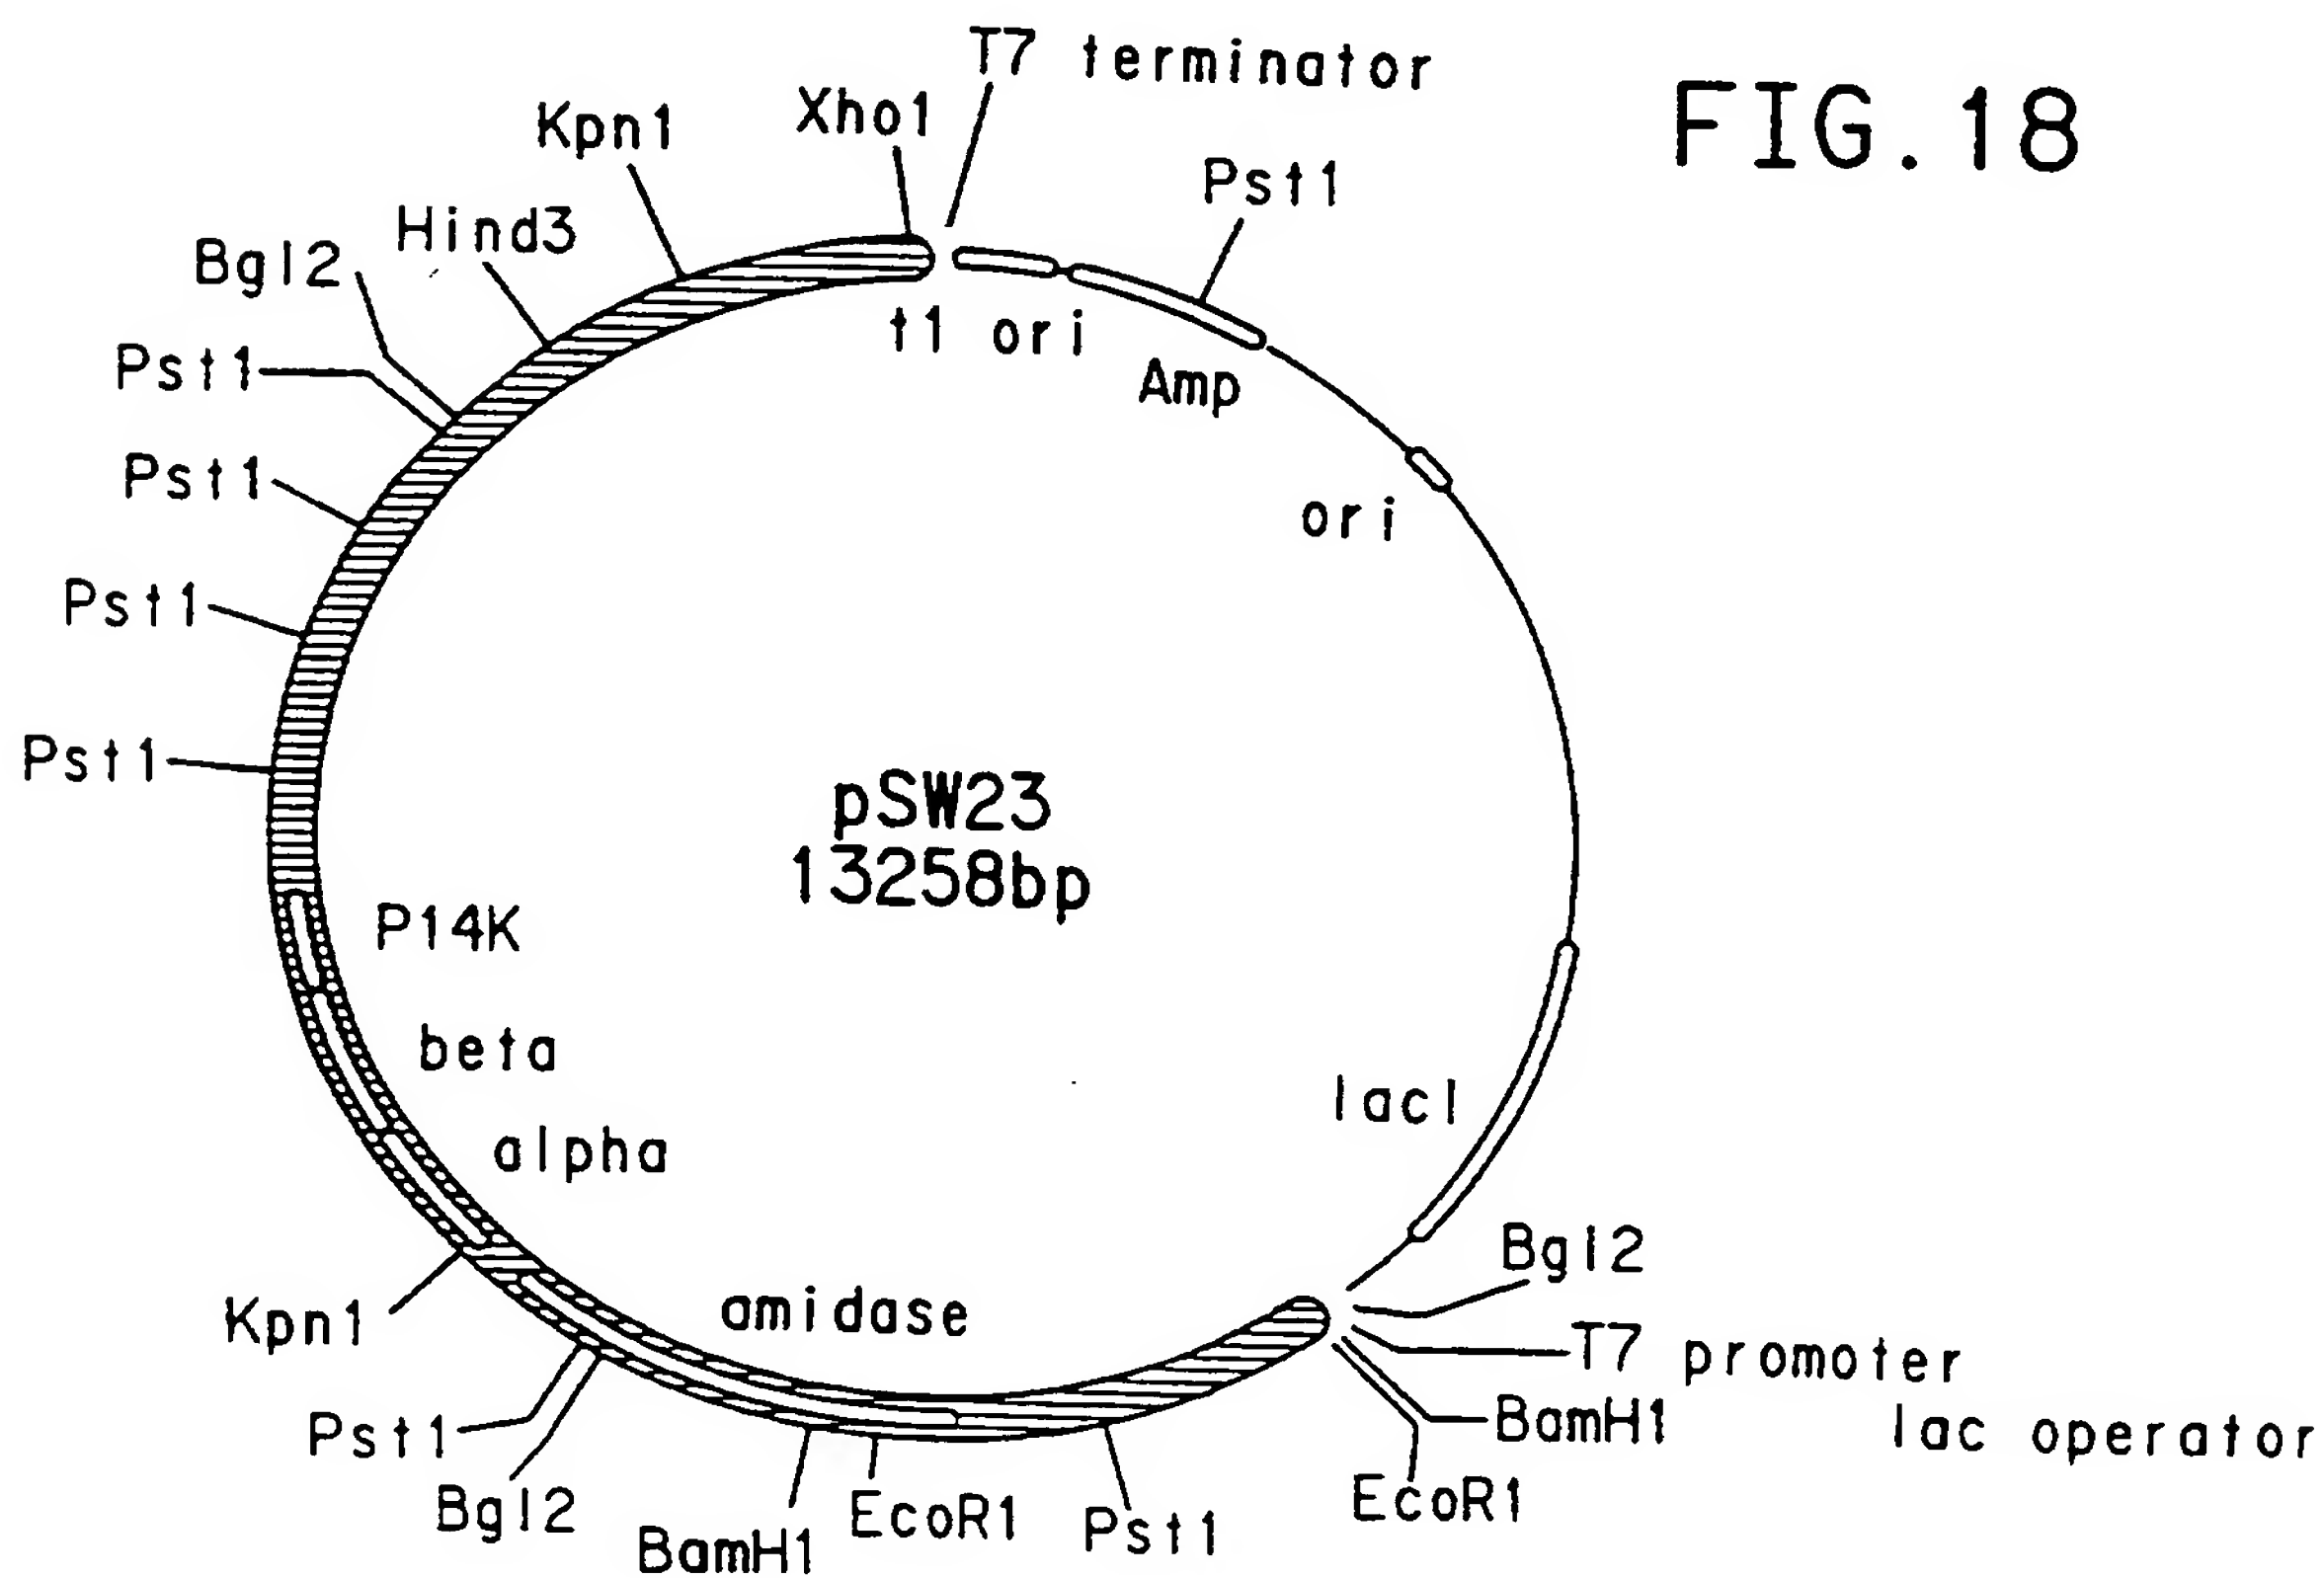 FIG.18
T7 terminator
Xho1
Kpn1
Pst1
Hind3
Bgl2
Pst1
t1 ori
Amp
Pst1
ori
Pst1
Pst1
pSW23
13258bp
P14K
beta
alpha
lacI
Bgl2
Kpn1
amidase
T7 promoter
Pst1
BamH1
lac operator
Bgl2
EcoR1
EcoR1
BamH1
Pst1